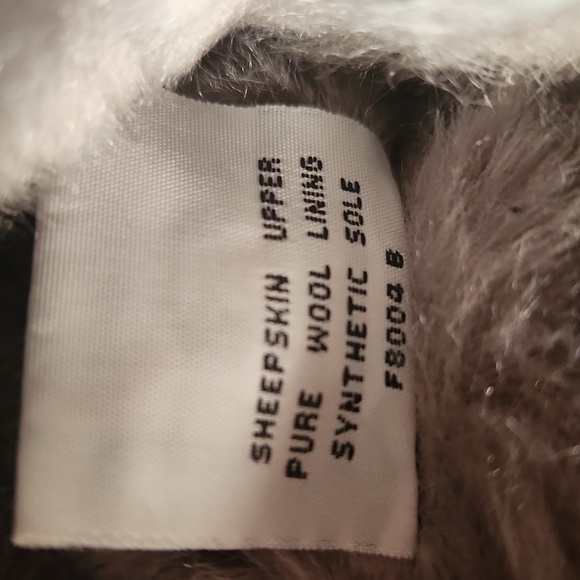 SHEEPSKIN UPPER
PURE WOOL LINING
SYNTHETIC SOLE
F8004 B